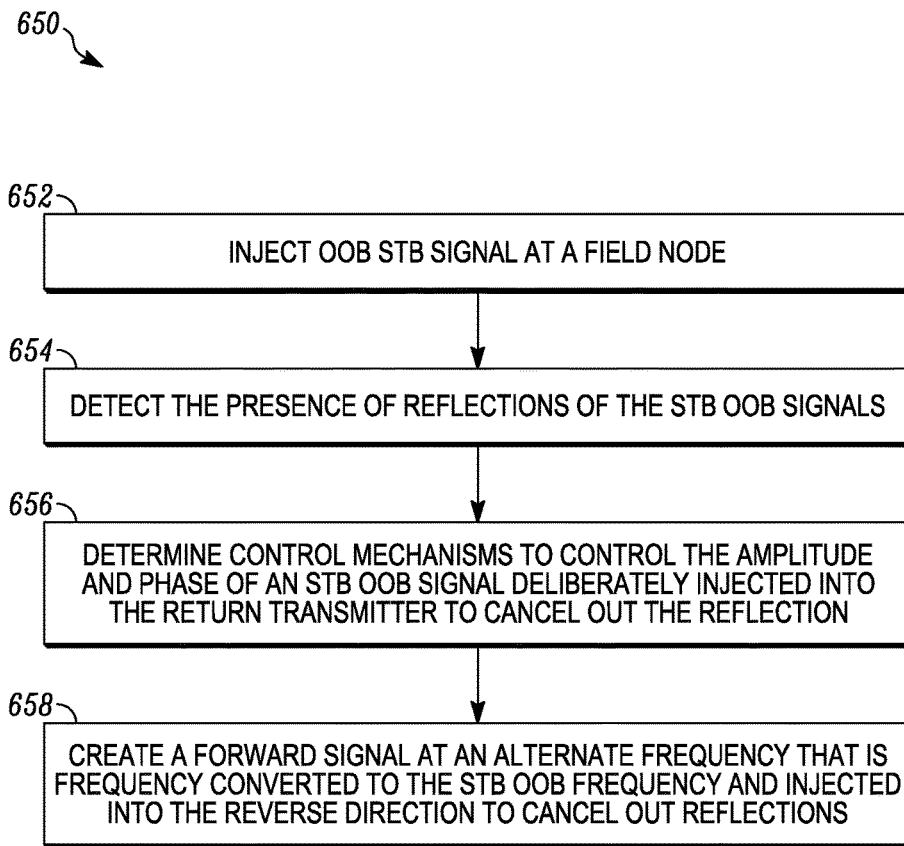 650
652
INJECT OOB STB SIGNAL AT A FIELD NODE
654
DETECT THE PRESENCE OF REFLECTIONS OF THE STB OOB SIGNALS
656
DETERMINE CONTROL MECHANISMS TO CONTROL THE AMPLITUDE
AND PHASE OF AN STB OOB SIGNAL DELIBERATELY INJECTED INTO
THE RETURN TRANSMITTER TO CANCEL OUT THE REFLECTION
658
CREATE A FORWARD SIGNAL AT AN ALTERNATE FREQUENCY THAT IS
FREQUENCY CONVERTED TO THE STB OOB FREQUENCY AND INJECTED
INTO THE REVERSE DIRECTION TO CANCEL OUT REFLECTIONS